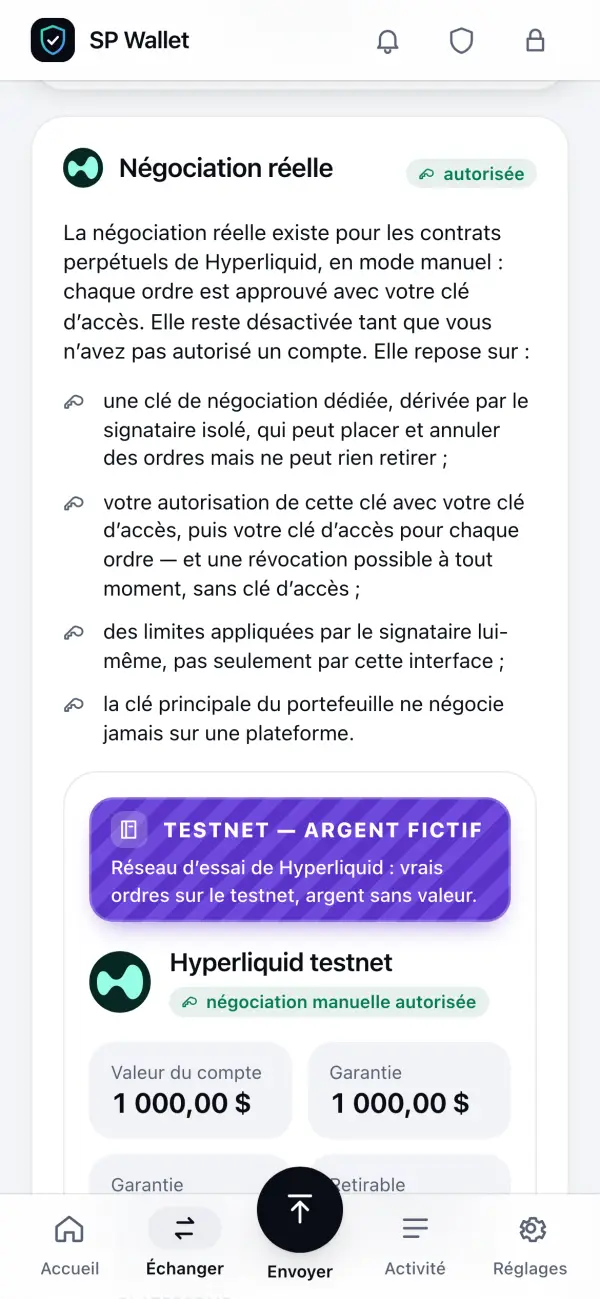 SP Wallet
Négociation réelle
autorisée
La négociation réelle existe pour les contrats
perpétuels de Hyperliquid, en mode manuel :
chaque ordre est approuvé avec votre clé
d’accès. Elle reste désactivée tant que vous
n’avez pas autorisé un compte. Elle repose sur :
une clé de négociation dédiée, dérivée par le
signataire isolé, qui peut placer et annuler
des ordres mais ne peut rien retirer ;
votre autorisation de cette clé avec votre clé
d’accès, puis votre clé d’accès pour chaque
ordre — et une révocation possible à tout
moment, sans clé d’accès ;
des limites appliquées par le signataire lui-
même, pas seulement par cette interface ;
la clé principale du portefeuille ne négocie
jamais sur une plateforme.
TESTNET — ARGENT FICTIF
Réseau d’essai de Hyperliquid : vrais
ordres sur le testnet, argent sans valeur.
Hyperliquid testnet
négociation manuelle autorisée
Valeur du compte
1 000,00 $
Garantie
1 000,00 $
Garantie
Retirable
Accueil
Échanger
Envoyer
Activité
Réglages